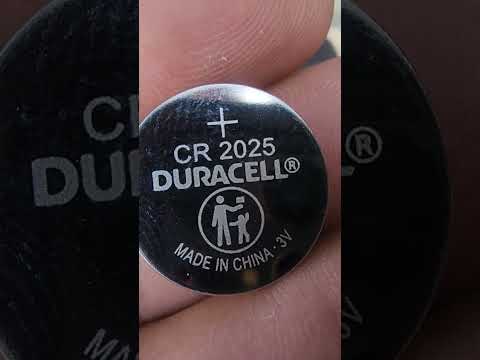 +
CR 2025
DURACELL®
MADE IN CHINA · 3V